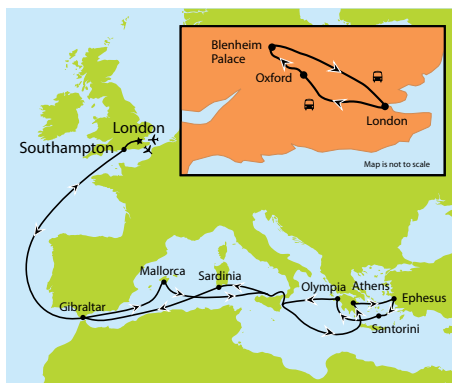 Blenheim
Palace
Oxford
London
Map is not to scale
London
Southampton
Mallorca
Sardinia
Gibraltar
Olympia
Athens
Ephesus
Santorini